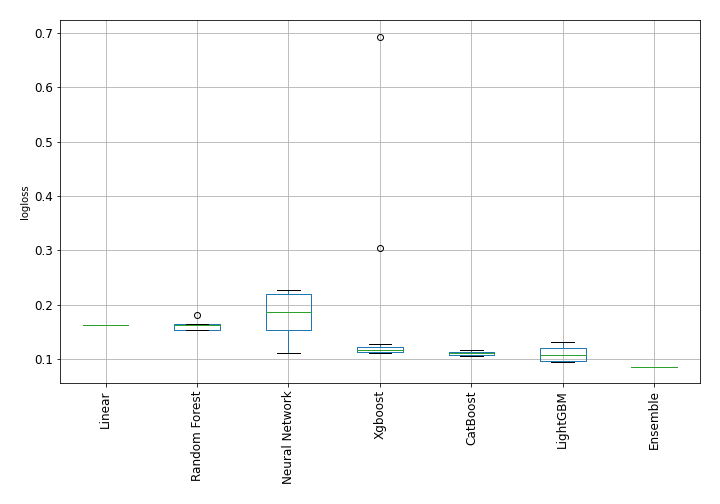 0.7
0.6
0.5
0.4
0.3
0.2
0.1
logloss
Linear
Random Forest
Neural Network
Xgboost
CatBoost
LightGBM
Ensemble